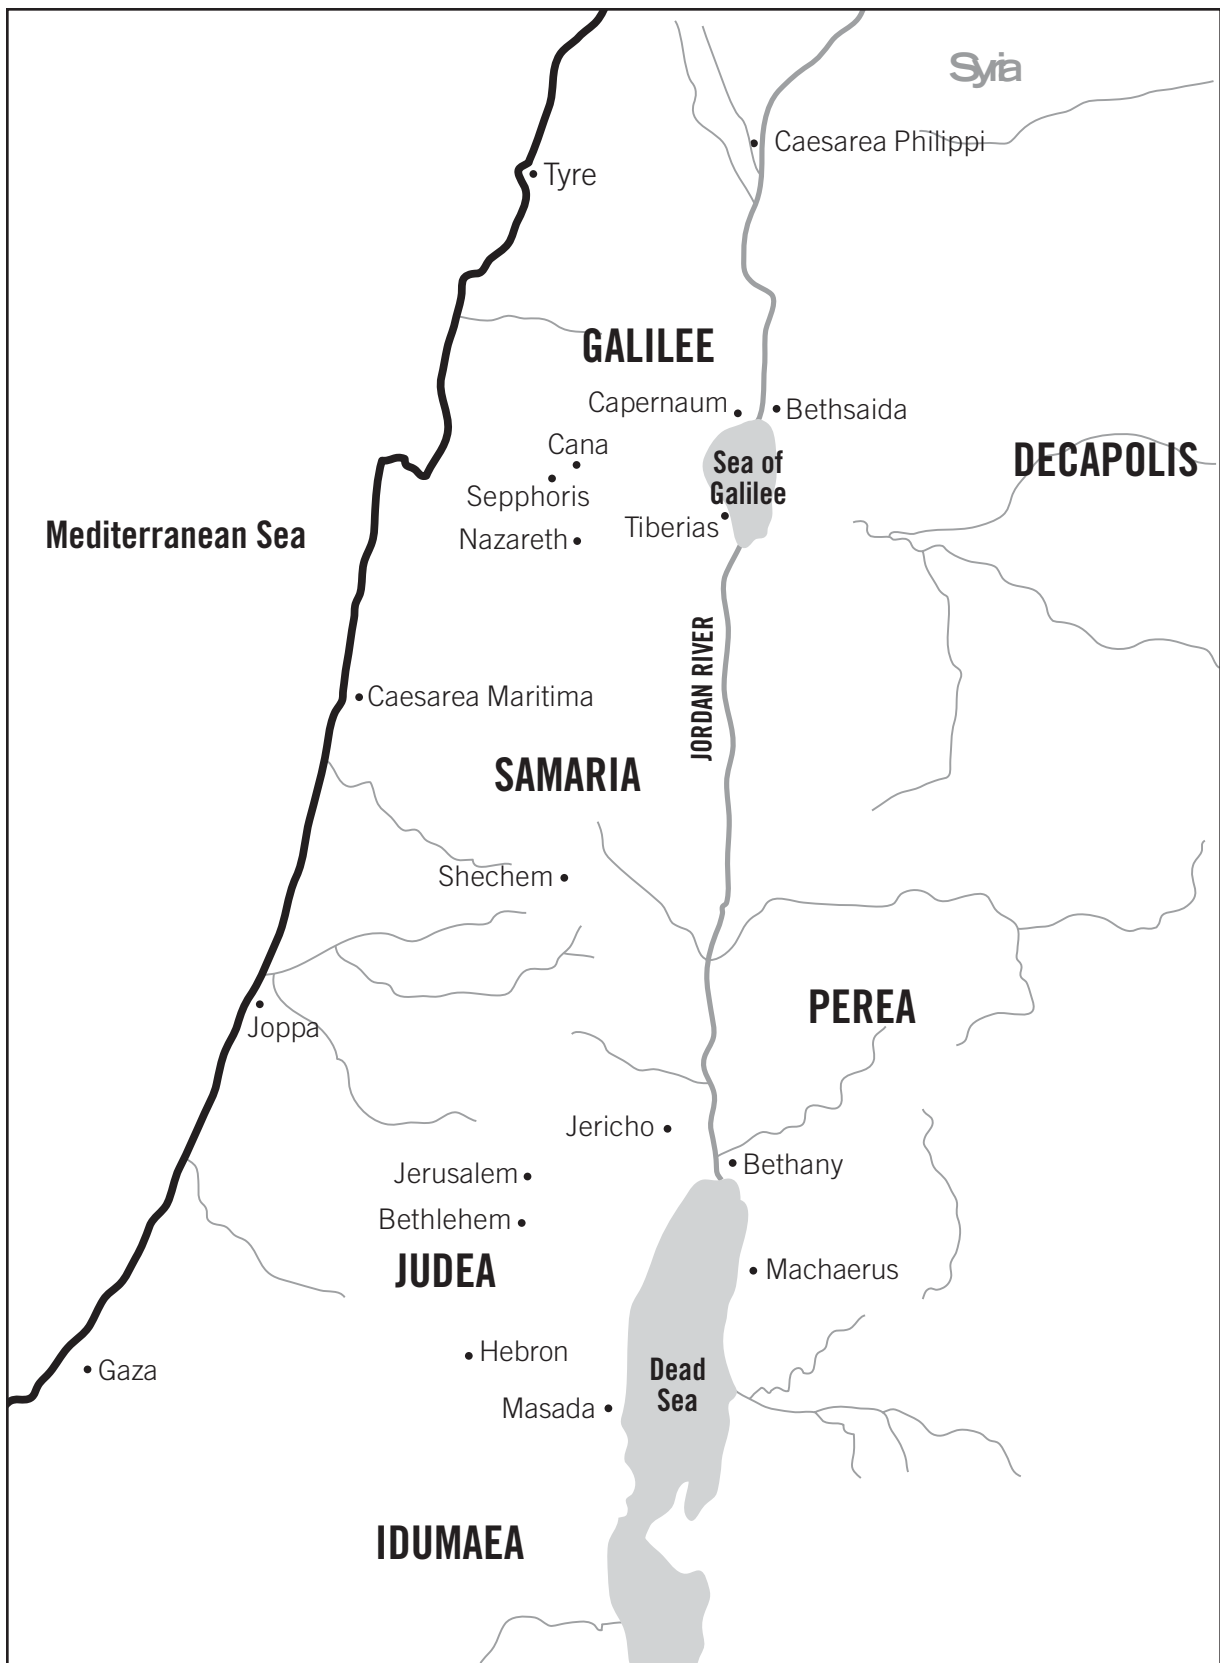 Syria
Caesarea Philippi
Tyre
GALILEE
Capernaum
Bethsaida
Cana
Sea of
Galilee
DECAPOLIS
Sepphoris
Tiberias
Mediterranean Sea
Nazareth
JORDAN RIVER
Caesarea Maritima
SAMARIA
Shechem
PEREA
Joppa
Jericho
Bethany
Jerusalem
Bethlehem
JUDEA
Machaerus
Hebron
Gaza
Dead
Sea
Masada
IDUMAEA